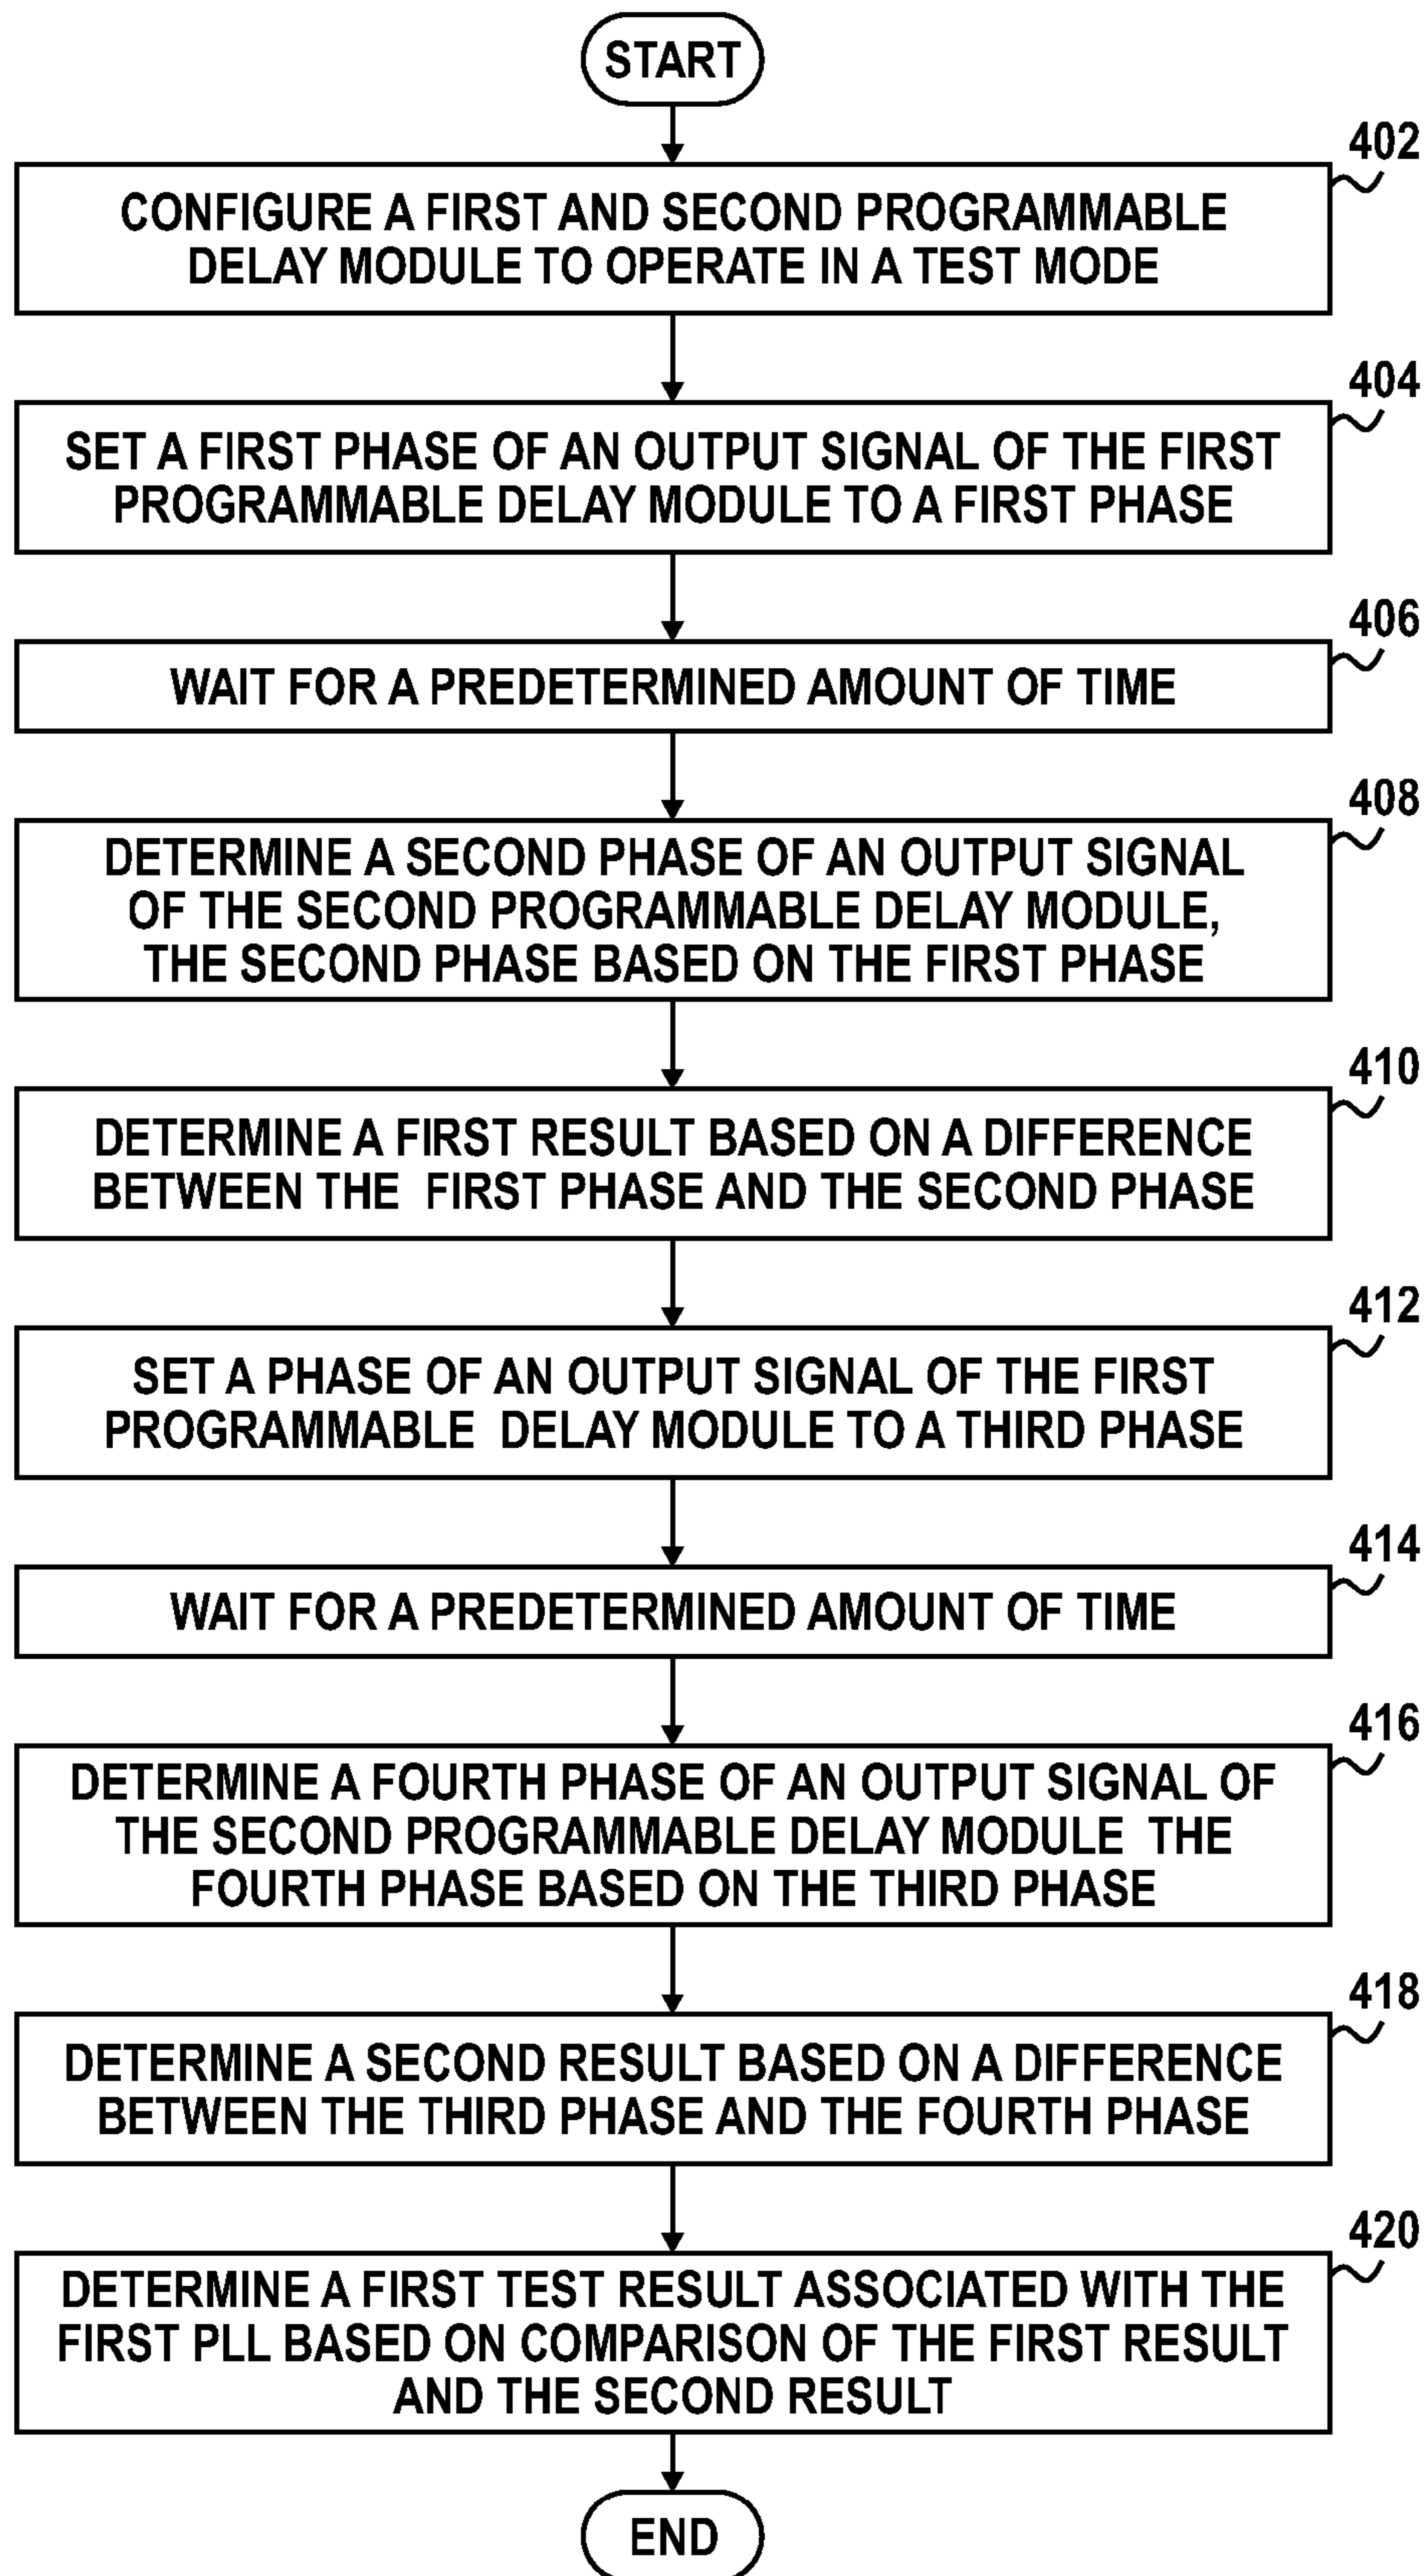 START
402
CONFIGURE A FIRST AND SECOND PROGRAMMABLE
DELAY MODULE TO OPERATE IN A TEST MODE
404
SET A FIRST PHASE OF AN OUTPUT SIGNAL OF THE FIRST
PROGRAMMABLE DELAY MODULE TO A FIRST PHASE
406
WAIT FOR A PREDETERMINED AMOUNT OF TIME
408
DETERMINE A SECOND PHASE OF AN OUTPUT SIGNAL
OF THE SECOND PROGRAMMABLE DELAY MODULE,
THE SECOND PHASE BASED ON THE FIRST PHASE
410
DETERMINE A FIRST RESULT BASED ON A DIFFERENCE
BETWEEN THE FIRST PHASE AND THE SECOND PHASE
412
SET A PHASE OF AN OUTPUT SIGNAL OF THE FIRST
PROGRAMMABLE DELAY MODULE TO A THIRD PHASE
414
WAIT FOR A PREDETERMINED AMOUNT OF TIME
416
DETERMINE A FOURTH PHASE OF AN OUTPUT SIGNAL OF
THE SECOND PROGRAMMABLE DELAY MODULE THE
FOURTH PHASE BASED ON THE THIRD PHASE
418
DETERMINE A SECOND RESULT BASED ON A DIFFERENCE
BETWEEN THE THIRD PHASE AND THE FOURTH PHASE
420
DETERMINE A FIRST TEST RESULT ASSOCIATED WITH THE
FIRST PLL BASED ON COMPARISON OF THE FIRST RESULT
AND THE SECOND RESULT
END